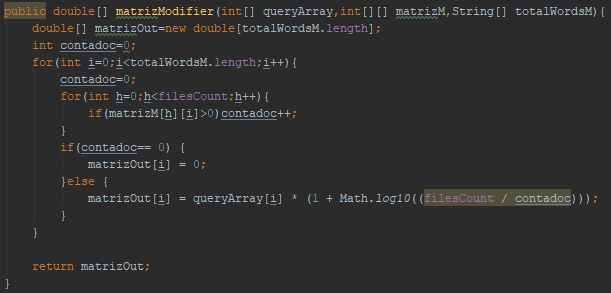 public double[] matrizModifier(int[] queryArray,int[][] matrizM,String[] totalWordsM){
    double[] matrizOut=new double[totalWordsM.length];
    int contadoc=0;
    for(int i=0;i<totalWordsM.length;i++){
        contadoc=0;
        for(int h=0;h<filesCount;h++){
            if(matrizM[h][i]>0)contadoc++;
        }
        if(contadoc== 0) {
            matrizOut[i] = 0;
        }else {
            matrizOut[i] = queryArray[i] * (1 + Math.log10((filesCount / contadoc)));
        }
    }
    return matrizOut;
}